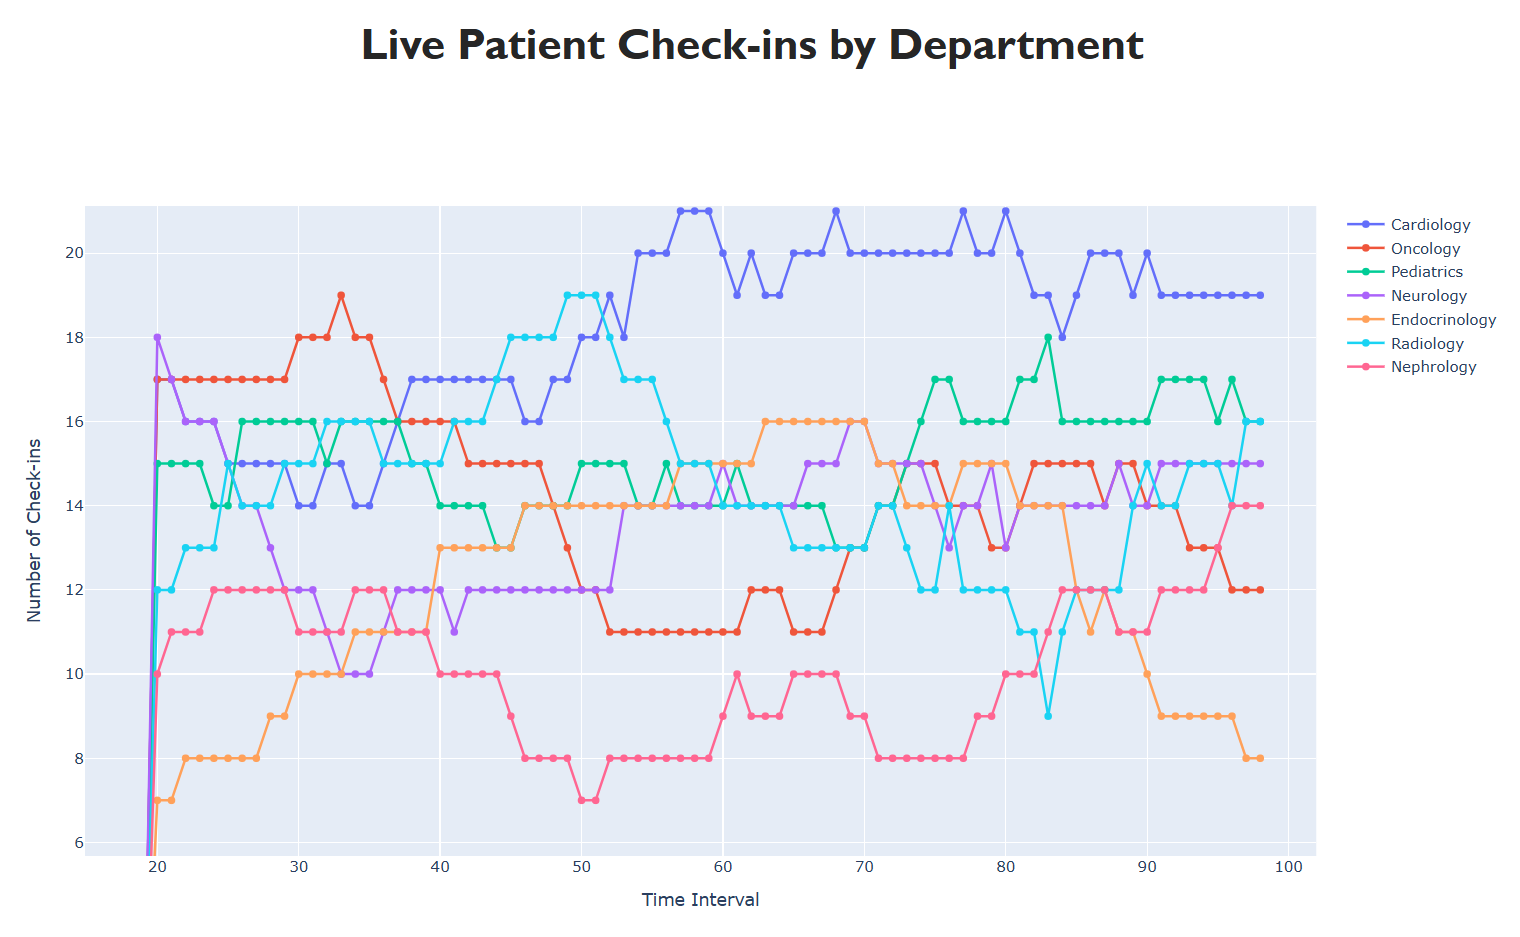 Live Patient Check-ins by Department
Number of Check-ins
20
18
16
14
12
10
8
6
20 30 40 50 60 70 80 90 100
Time Interval
Cardiology
Oncology
Pediatrics
Neurology
Endocrinology
Radiology
Nephrology